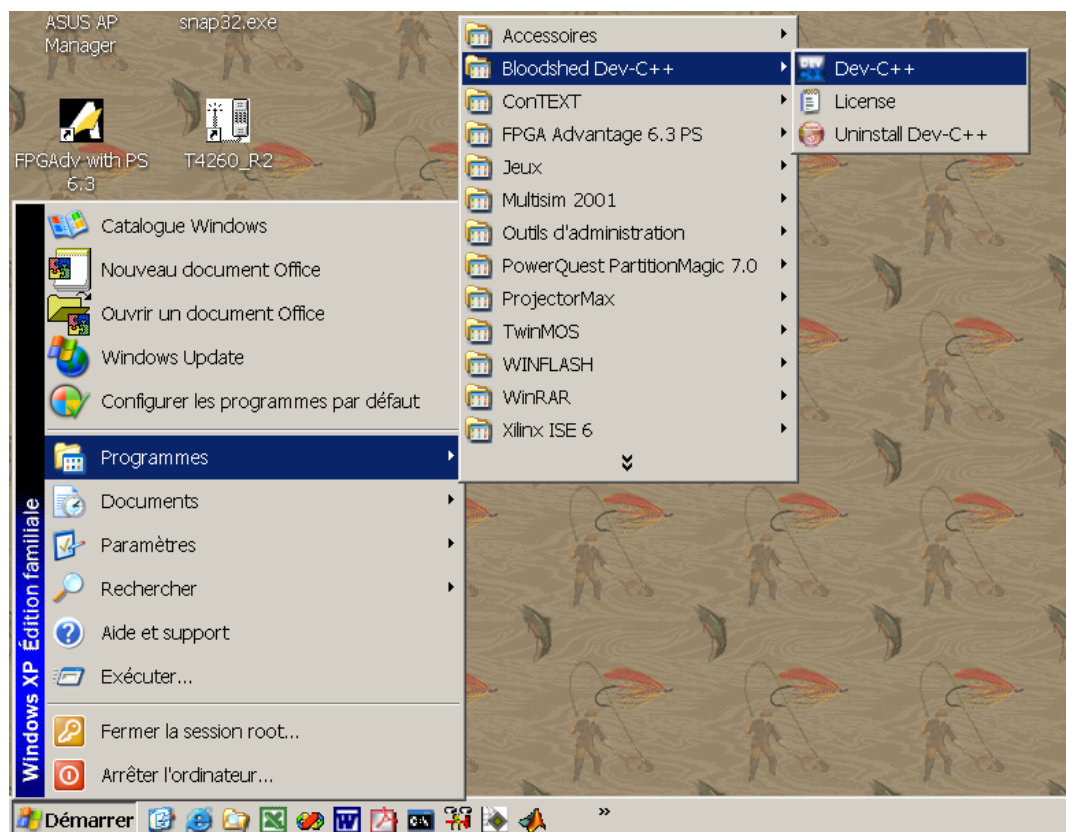 ASUS AP
Manager
snap32.exe
FPGAdv with PS
6.3
T4260_R2
Catalogue Windows
Nouveau document Office
Ouvrir un document Office
Windows Update
Configurer les programmes par défaut
Programmes
Documents
Paramètres
Rechercher
Aide et support
Exécuter...
Fermer la session root...
Arrêter l'ordinateur...
Windows XP Édition familiale
Accessoires
Bloodshed Dev-C++
ConTEXT
FPGA Advantage 6.3 PS
Jeux
Multisim 2001
Outils d'administration
PowerQuest PartitionMagic 7.0
ProjectorMax
TwinMOS
WINFLASH
WinRAR
Xilinx ISE 6
Dev-C++
License
Uninstall Dev-C++
Démarrer